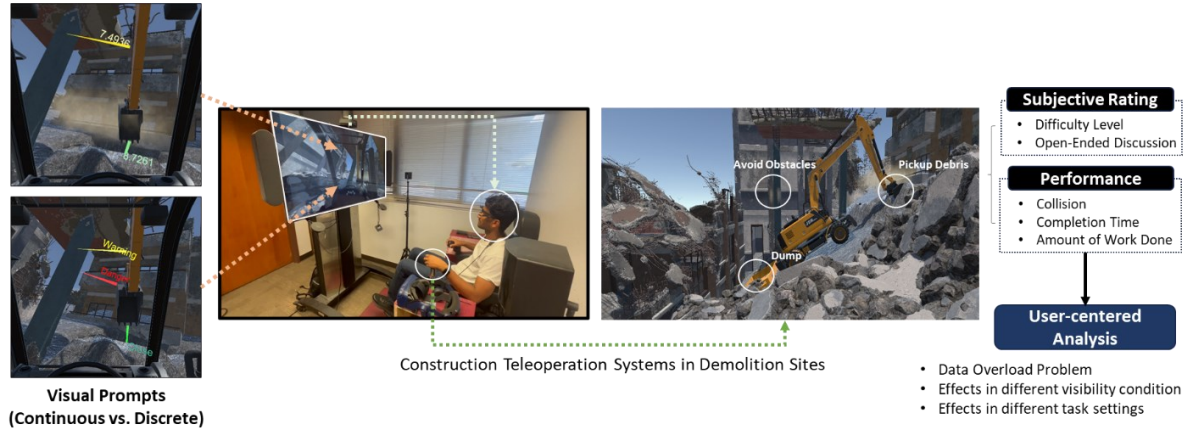 7.4936
8.7261
Warning
Danger
Visual Prompts
(Continuous vs. Discrete)
Avoid Obstacles
Pickup Debris
Dump
Construction Teleoperation Systems in Demolition Sites
Subjective Rating
• Difficulty Level
• Open-Ended Discussion
Performance
• Collision
• Completion Time
• Amount of Work Done
User-centered
Analysis
• Data Overload Problem
• Effects in different visibility condition
• Effects in different task settings